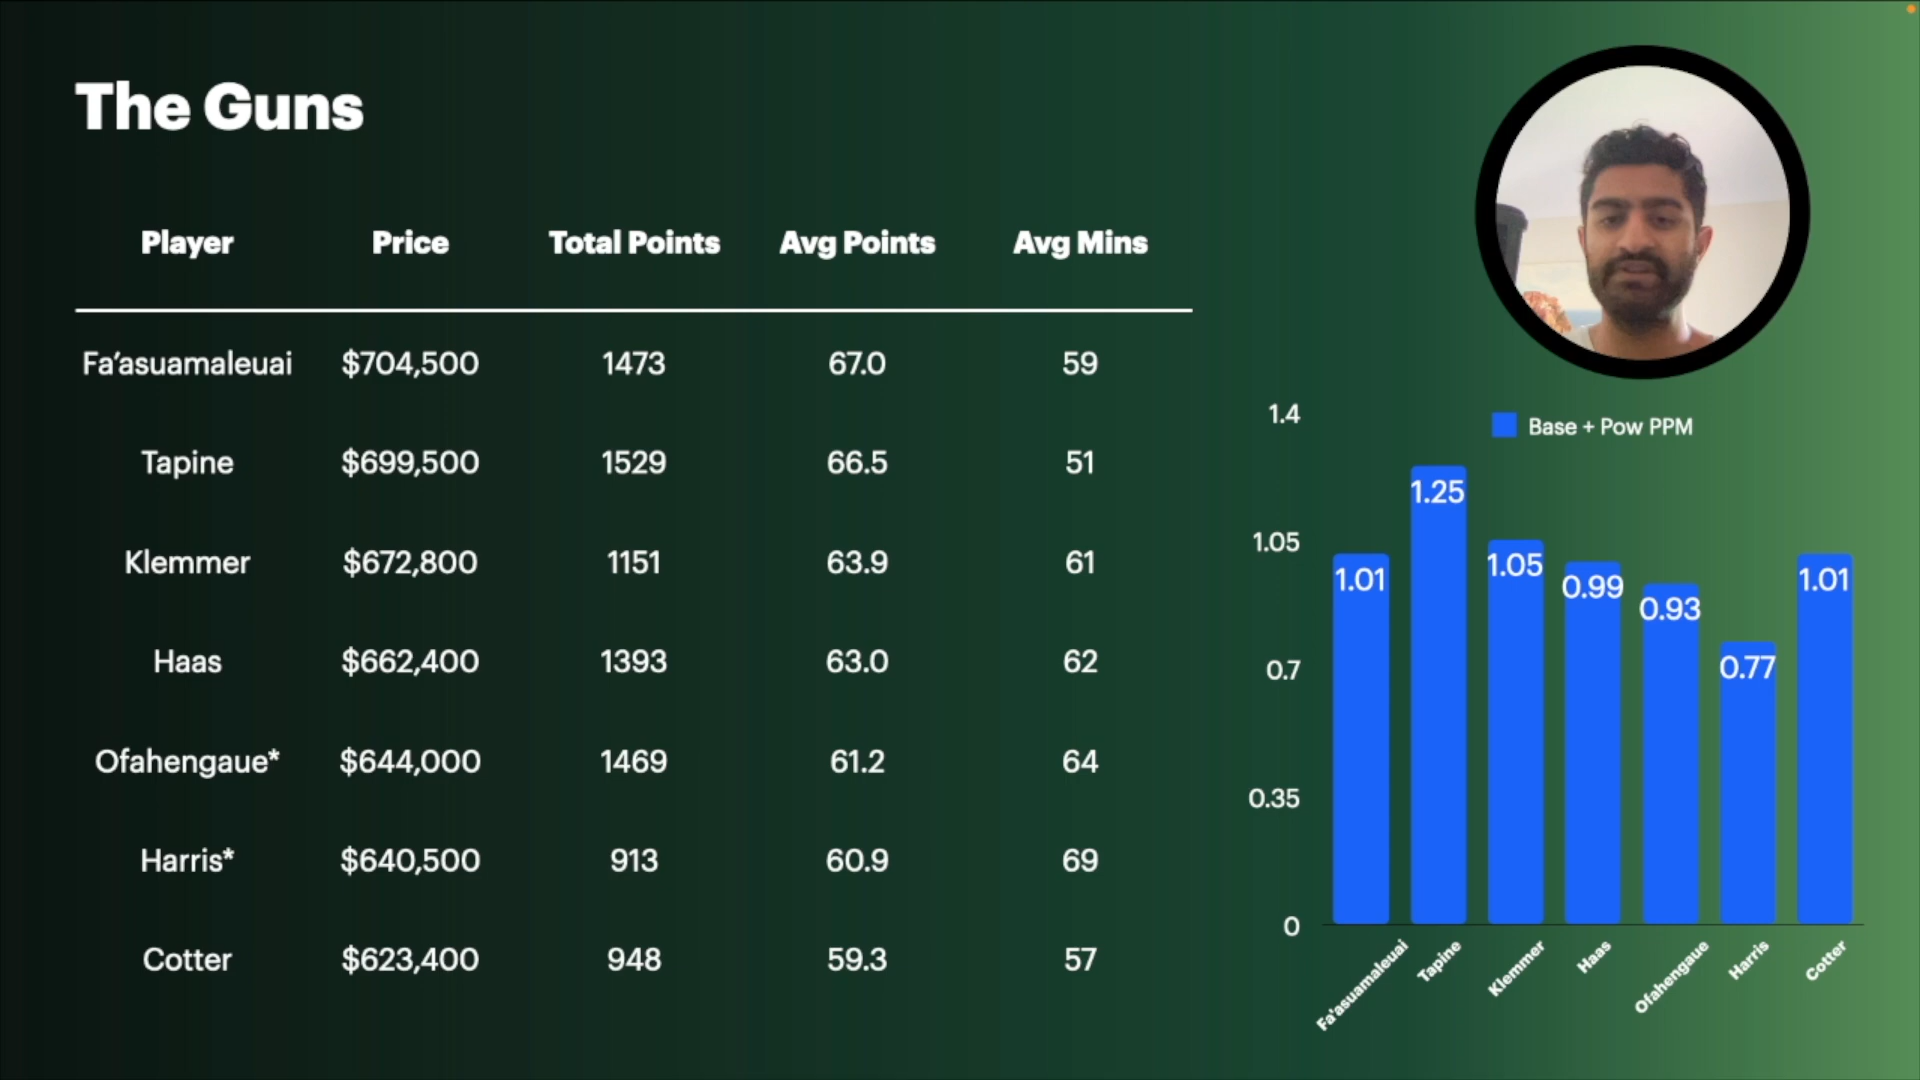 The Guns
Player Price Total Points Avg Points Avg Mins
Fa’asuamaleuai $704,500 1473 67.0 59
Tapine $699,500 1529 66.5 51
Klemmer $672,800 1151 63.9 61
Haas $662,400 1393 63.0 62
Ofahengaue* $644,000 1469 61.2 64
Harris* $640,500 913 60.9 69
Cotter $623,400 948 59.3 57
Base + Pow PPM
1.4
1.05
0.7
0.35
0
1.01 1.25 1.05 0.99 0.93 0.77 1.01
Fa’asuamaleuai Tapine Klemmer Haas Ofahengaue Harris Cotter